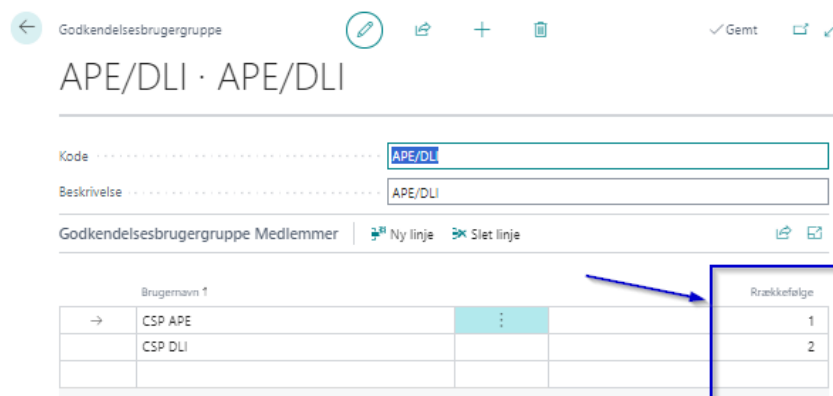 Godkendelsesbrugergruppe
Gemt
APE/DLI · APE/DLI
Kode APE/DLI
Beskrivelse APE/DLI
Godkendelsesbrugergruppe Medlemmer Ny linje Slet linje
Brugernavn ↑ Rrækkefølge
→ CSP APE 1
CSP DLI 2